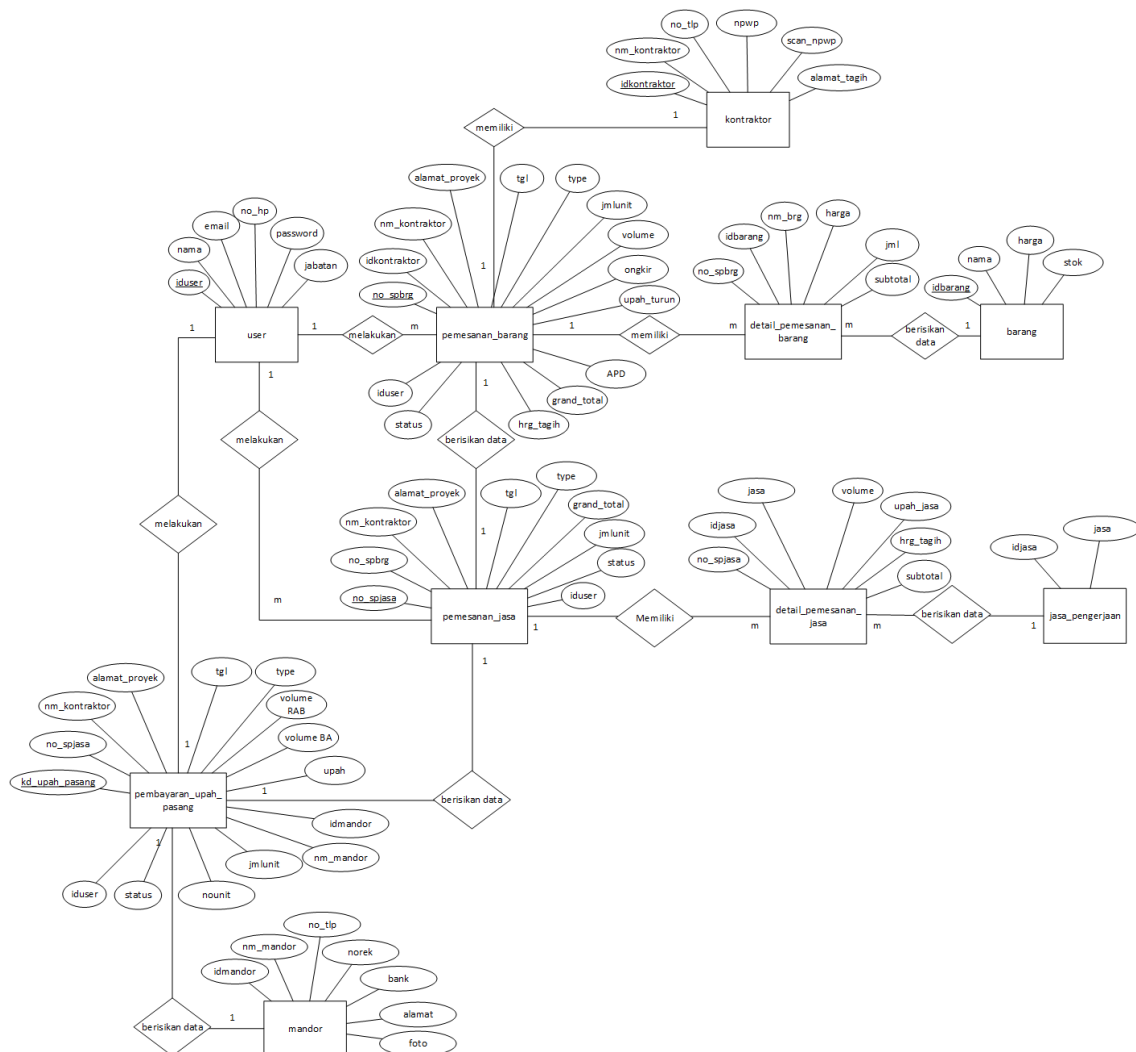 no_tlp
npwp
scan_npwp
nm_kontraktor
idkontraktor
alamat_tagih
kontraktor
1
memiliki
1
alamat_proyek
tgl
type
jmlunit
nm_kontraktor
volume
idkontraktor
ongkir
no_spbrg
upah_turun
pemesanan_barang
APD
grand_total
hrg_tagih
status
iduser
no_hp
email
password
nama
jabatan
iduser
user
1
1
melakukan
m
1
memiliki
m
nm_brg
harga
idbarang
jml
no_spbrg
subtotal
detail_pemesanan_
barang
m
berisikan
data
1
harga
nama
stok
idbarang
barang
1
melakukan
m
1
berisikan data
1
melakukan
1
type
tgl
alamat_proyek
grand_total
nm_kontraktor
jmlunit
no_spbrg
status
no_spjasa
iduser
pemesanan_jasa
1
Memiliki
m
jasa
volume
upah_jasa
idjasa
hrg_tagih
no_spjasa
subtotal
detail_pemesanan_
jasa
m
berisikan data
1
jasa
idjasa
jasa_pengerjaan
1
berisikan data
1
tgl
type
alamat_proyek
volume
RAB
nm_kontraktor
volume BA
no_spjasa
upah
kd_upah_pasang
pembayaran_upah_
pasang
idmandor
nm_mandor
jmlunit
nounit
status
iduser
1
berisikan data
1
no_tlp
nm_mandor
norek
idmandor
bank
alamat
foto
mandor